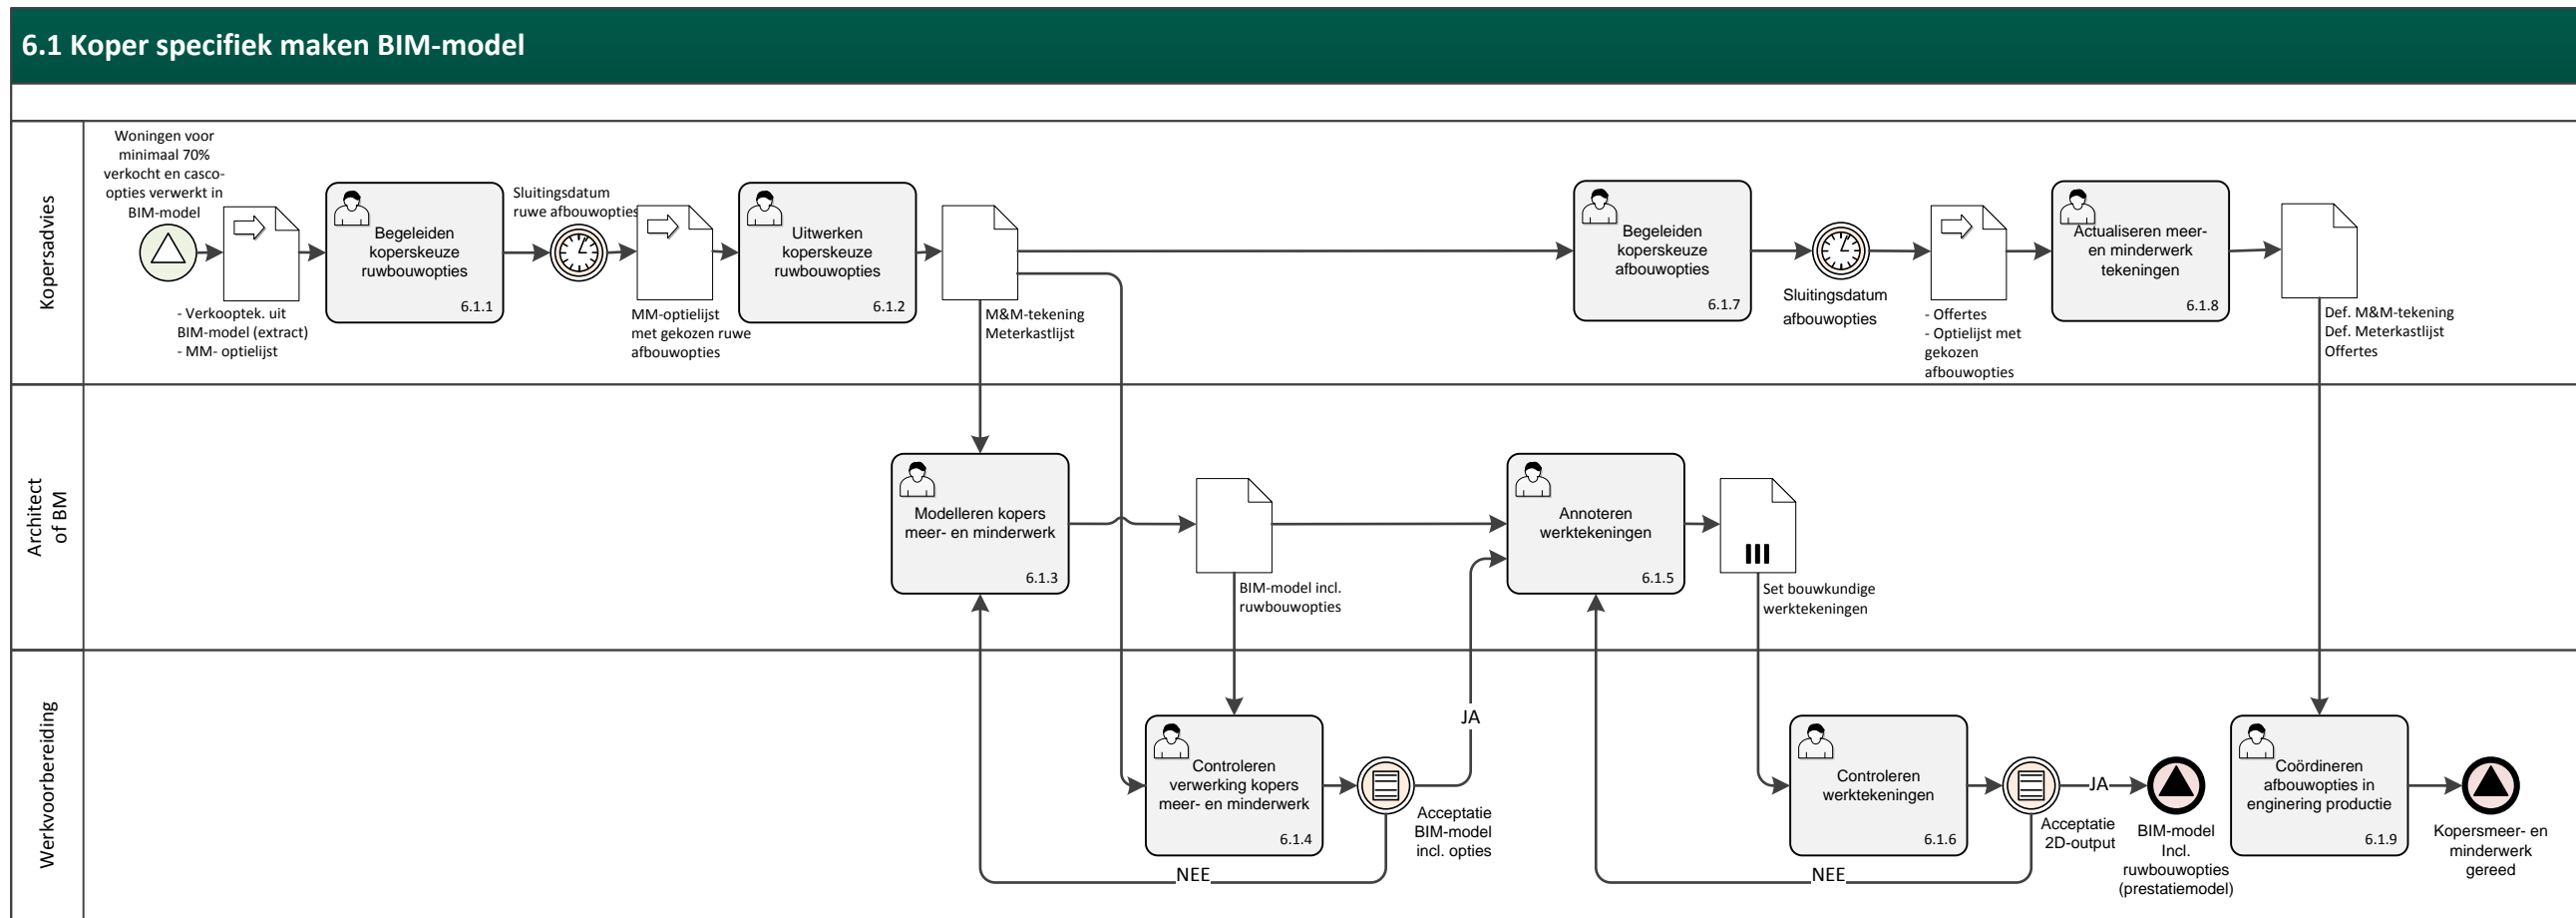 6.1 Koper specifiek maken BIM-model
Kopersadvies
Woningen voor
minimaal 70%
verkocht en casco-
opties verwerkt in
BIM-model
- Verkooptek. uit
BIM-model (extract)
- MM- optielijst
Begeleiden
koperskeuze
ruwbouwopties
6.1.1
Sluitingsdatum
ruwe afbouwopties
MM-optielijst
met gekozen ruwe
afbouwopties
Uitwerken
koperskeuze
ruwbouwopties
6.1.2
M&M-tekening
Meterkastlijst
Begeleiden
koperskeuze
afbouwopties
6.1.7
Sluitingsdatum
afbouwopties
- Offertes
- Optielijst met
gekozen
afbouwopties
Actualiseren meer-
en minderwerk
tekeningen
6.1.8
Def. M&M-tekening
Def. Meterkastlijst
Offertes
Architect
of BM
Modelleren kopers
meer- en minderwerk
6.1.3
BIM-model incl.
ruwbouwopties
Annoteren
werktekeningen
6.1.5
Set bouwkundige
werktekeningen
Werkvoorbereiding
Controleren
verwerking kopers
meer- en minderwerk
6.1.4
Acceptatie
BIM-model
incl. opties
JA
NEE
Controleren
werktekeningen
6.1.6
Acceptatie
2D-output
JA
NEE
BIM-model
Incl.
ruwbouwopties
(prestatiemodel)
Coördineren
afbouwopties in
enginering productie
6.1.9
Kopersmeer- en
minderwerk
gereed